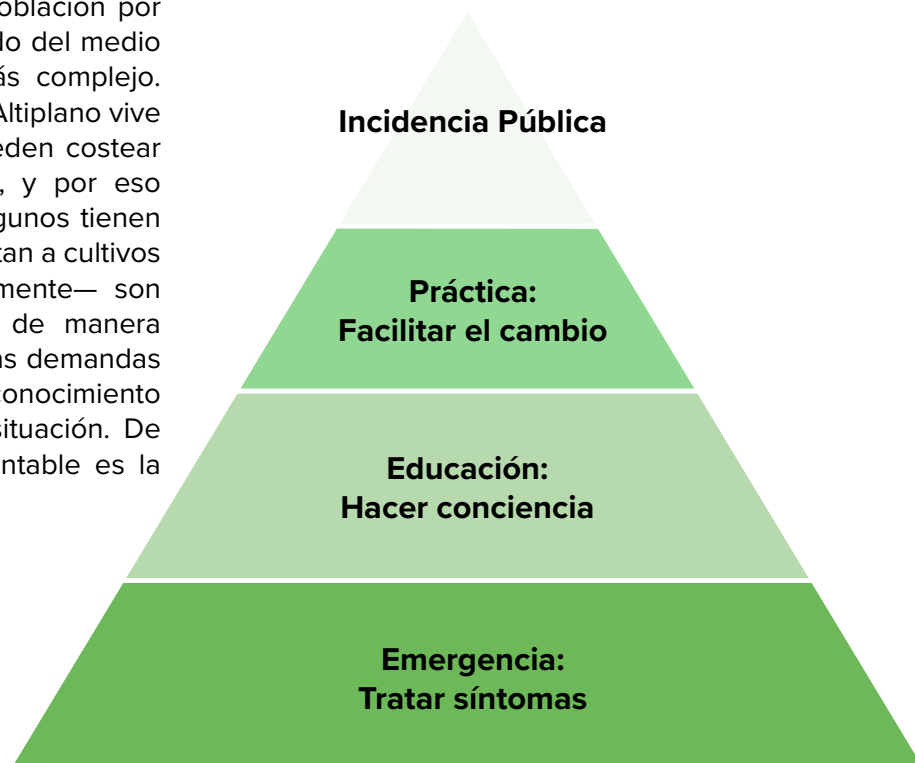 oblación por
do del medio
ás complejo.
Altiplano vive
eden costear
, y por eso
gunos tienen
tan a cultivos
mente— son
de manera
as demandas
conocimiento
situación. De
ntable es la
Incidencia Pública
Práctica:
Facilitar el cambio
Educación:
Hacer conciencia
Emergencia:
Tratar síntomas